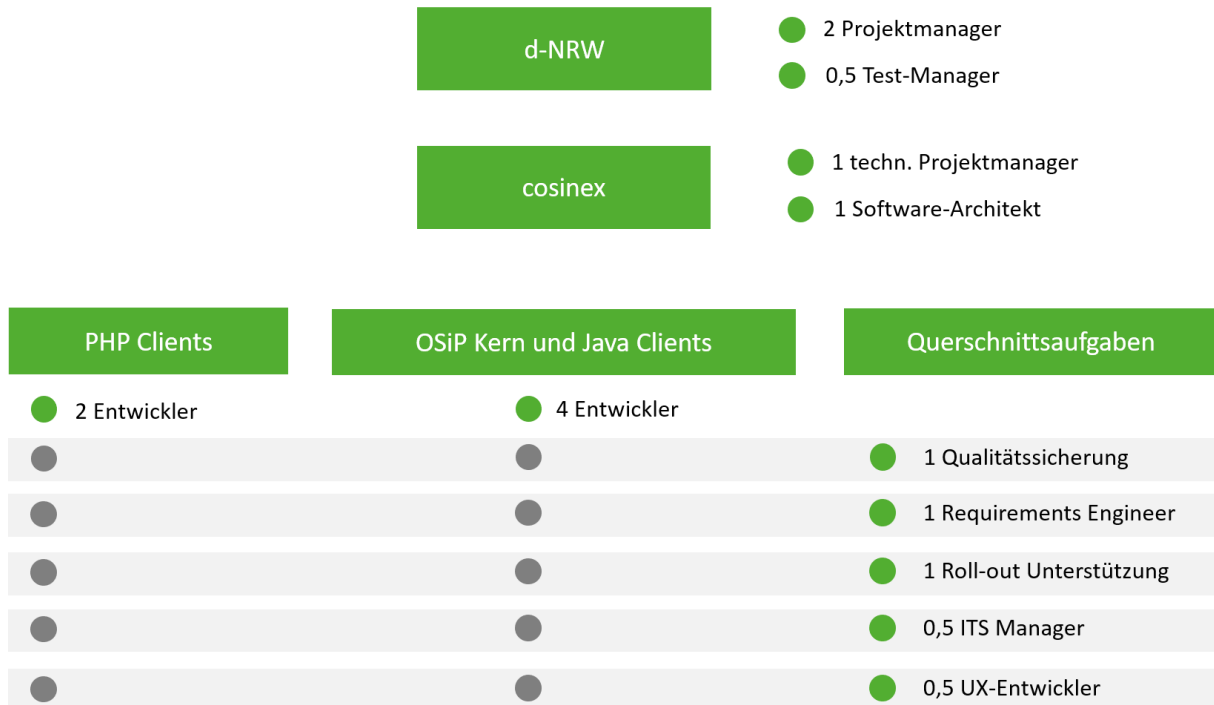 d-NRW
2 Projektmanager
0,5 Test-Manager
cosinex
1 techn. Projektmanager
1 Software-Architekt
PHP Clients
OSiP Kern und Java Clients
Querschnittsaufgaben
2 Entwickler
4 Entwickler
1 Qualitätssicherung
1 Requirements Engineer
1 Roll-out Unterstützung
0,5 ITS Manager
0,5 UX-Entwickler